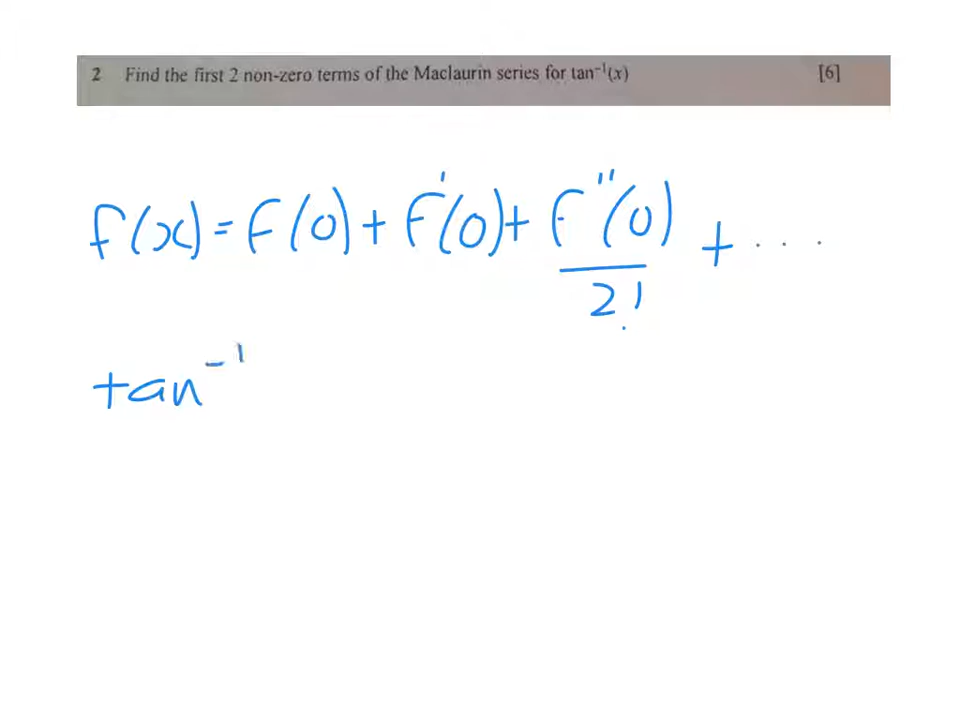 2 Find the first 2 non-zero terms of the Maclaurin series for tan⁻¹(x) [6]
f(x) = f(0) + f'(0) + f''(0)/2! + ....
tan⁻¹